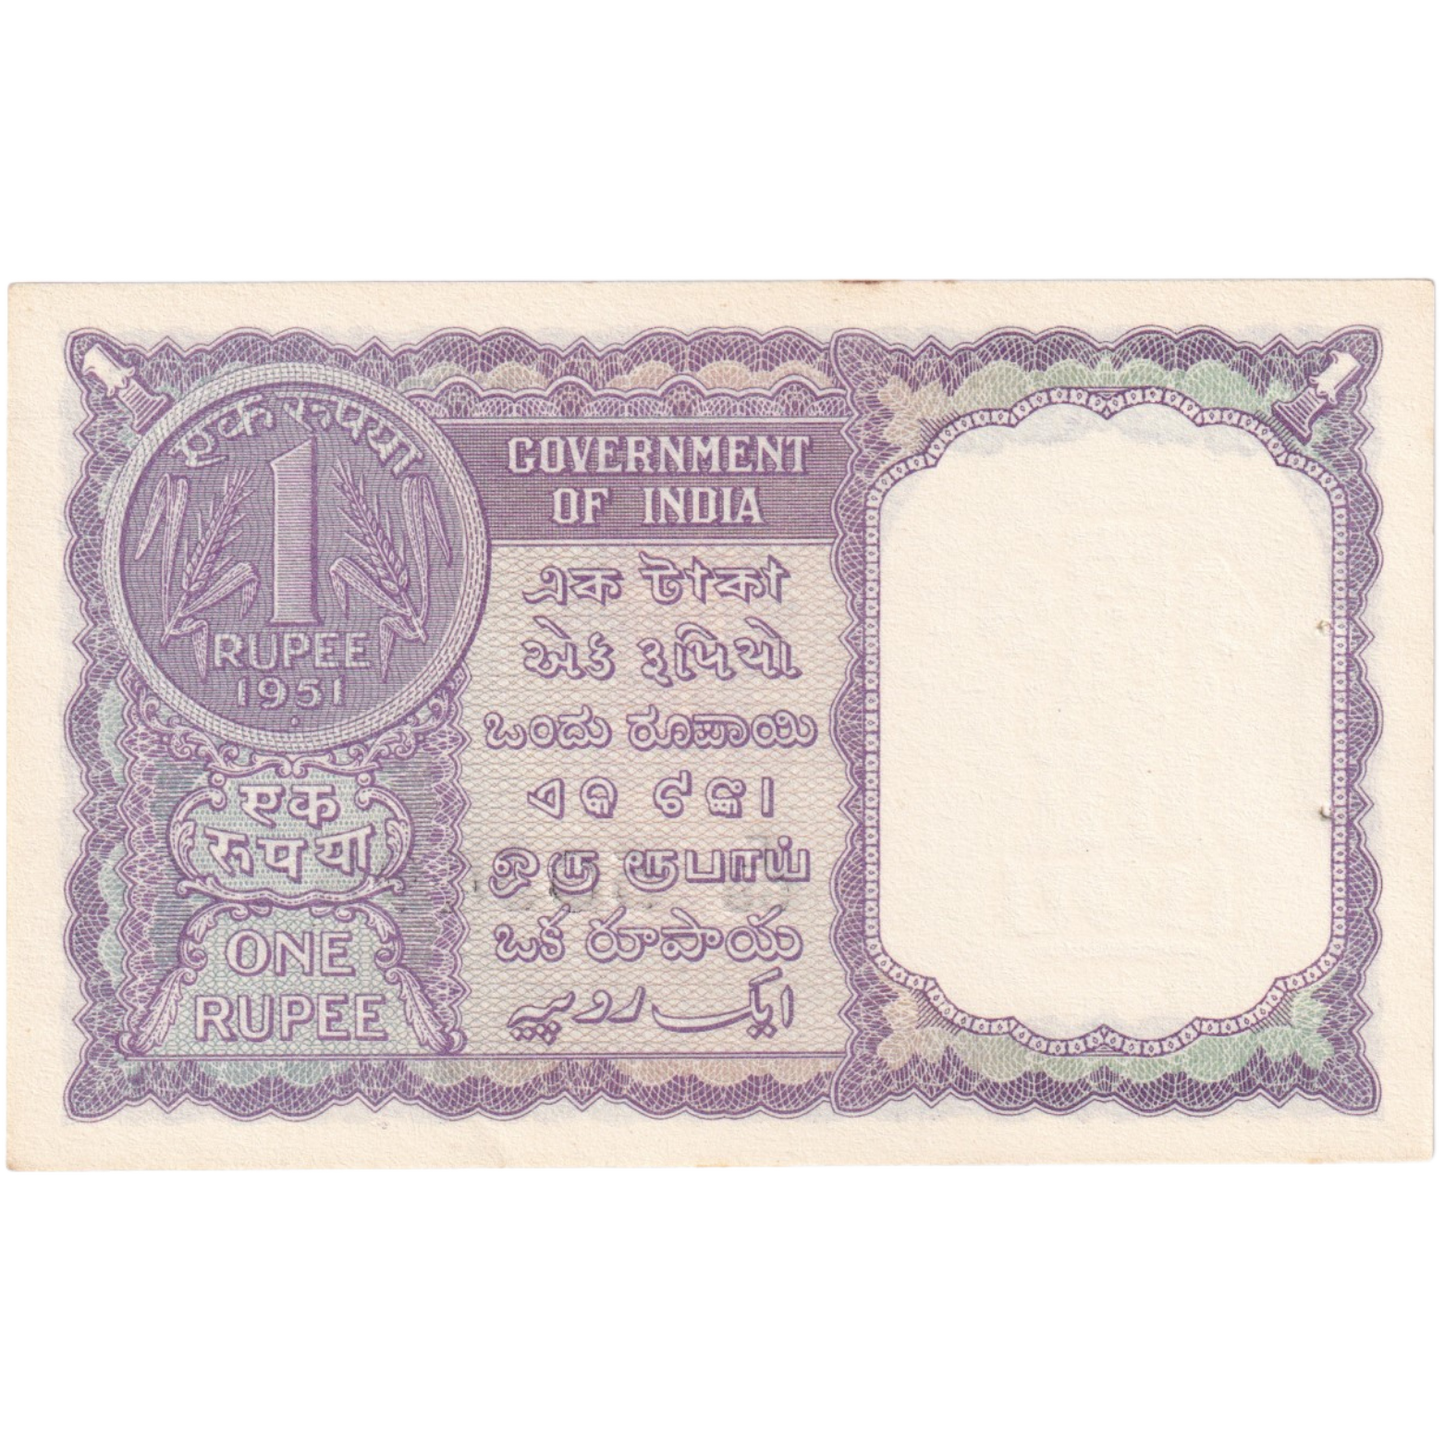 एक रुपया
1
RUPEE
1951
एक
रुपया
ONE
RUPEE
GOVERNMENT
OF INDIA
এক টাকা
એક રૂપિયો
ಒಂದು ರೂಪಾಯಿ
ଏକ ଟଙ୍କା
ஒரு ரூபாய்
ఒక రూపాయ
ایک روپیہ